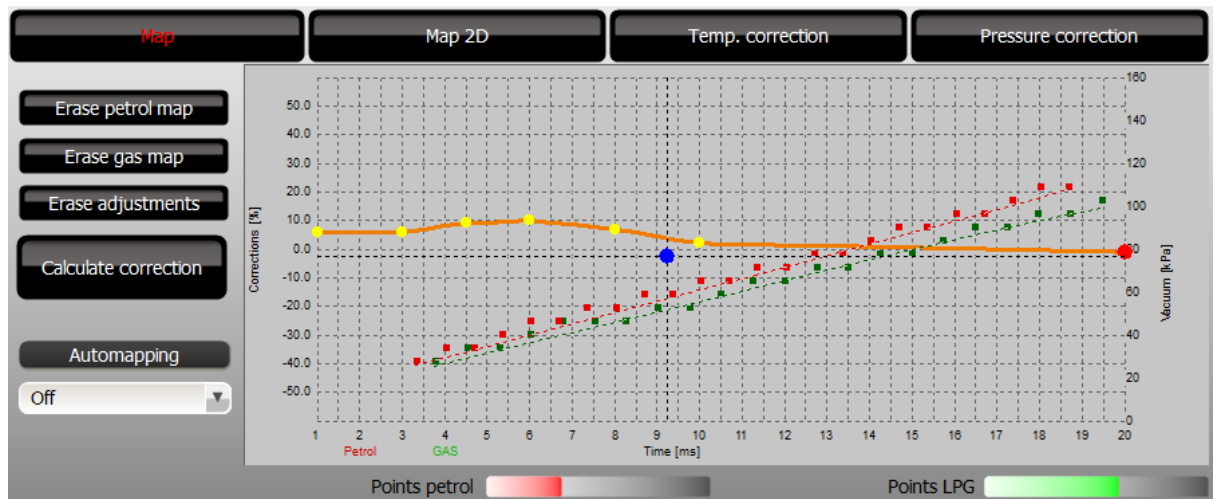 Map
Map 2D
Temp. correction
Pressure correction
Erase petrol map
Erase gas map
Erase adjustments
Calculate correction
Automapping
Off
Corrections [%]
50.0
40.0
30.0
20.0
10.0
0.0
-10.0
-20.0
-30.0
-40.0
-50.0
160
140
120
100
80
60
40
20
0
Vacuum [kPa]
1 2 3 4 5 6 7 8 9 10 11 12 13 14 15 16 17 18 19 20
Petrol GAS Time [ms]
Points petrol
Points LPG